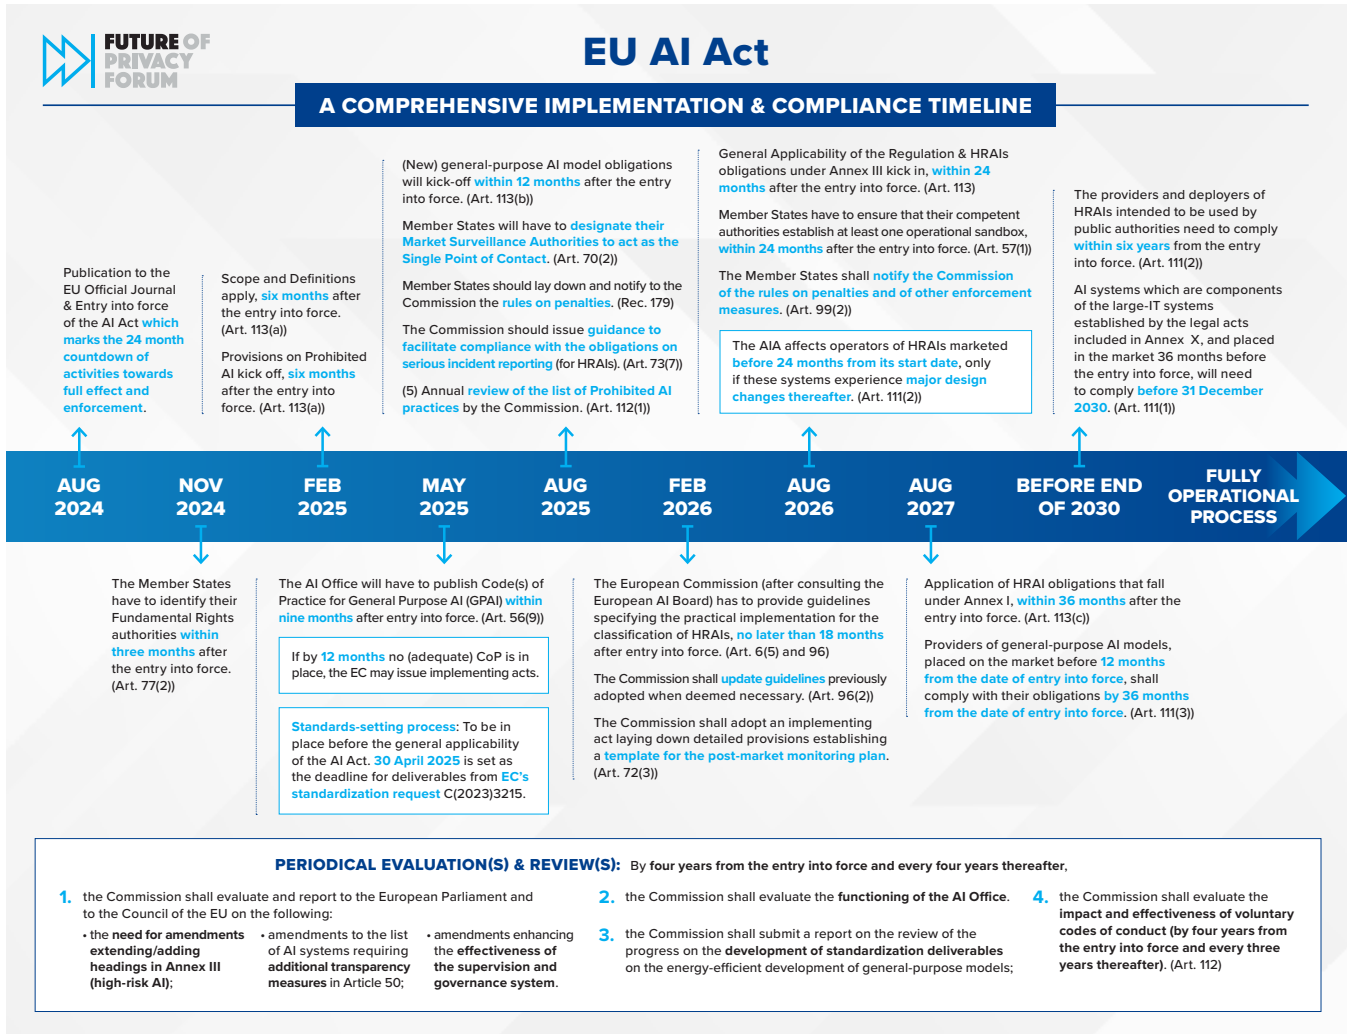 FUTURE OF
PRIVACY
FORUM
EU AI Act
A COMPREHENSIVE IMPLEMENTATION & COMPLIANCE TIMELINE
Publication to the
EU Official Journal
& Entry into force
of the AI Act which
marks the 24 month
countdown of
activities towards
full effect and
enforcement.
Scope and Definitions
apply, six months after
the entry into force.
(Art. 113(a))
Provisions on Prohibited
AI kick off, six months
after the entry into
force. (Art. 113(a))
(New) general-purpose AI model obligations
will kick-off within 12 months after the entry
into force. (Art. 113(b))
Member States will have to designate their
Market Surveillance Authorities to act as the
Single Point of Contact. (Art. 70(2))
Member States should lay down and notify to the
Commission the rules on penalties. (Rec. 179)
The Commission should issue guidance to
facilitate compliance with the obligations on
serious incident reporting (for HRAIs). (Art. 73(7))
(5) Annual review of the list of Prohibited AI
practices by the Commission. (Art. 112(1))
General Applicability of the Regulation & HRAIs
obligations under Annex III kick in, within 24
months after the entry into force. (Art. 113)
Member States have to ensure that their competent
authorities establish at least one operational sandbox,
within 24 months after the entry into force. (Art. 57(1))
The Member States shall notify the Commission
of the rules on penalties and of other enforcement
measures. (Art. 99(2))
The AIA affects operators of HRAIs marketed
before 24 months from its start date, only
if these systems experience major design
changes thereafter. (Art. 111(2))
The providers and deployers of
HRAIs intended to be used by
public authorities need to comply
within six years from the entry
into force. (Art. 111(2))
AI systems which are components
of the large-IT systems
established by the legal acts
included in Annex X, and placed
in the market 36 months before
the entry into force, will need
to comply before 31 December
2030. (Art. 111(1))
AUG
2024
NOV
2024
FEB
2025
MAY
2025
AUG
2025
FEB
2026
AUG
2026
AUG
2027
BEFORE END
OF 2030
FULLY
OPERATIONAL
PROCESS
The Member States
have to identify their
Fundamental Rights
authorities within
three months after
the entry into force.
(Art. 77(2))
The AI Office will have to publish Code(s) of
Practice for General Purpose AI (GPAI) within
nine months after entry into force. (Art. 56(9))
If by 12 months no (adequate) CoP is in
place, the EC may issue implementing acts.
Standards-setting process: To be in
place before the general applicability
of the AI Act. 30 April 2025 is set as
the deadline for deliverables from EC's
standardization request C(2023)3215.
The European Commission (after consulting the
European AI Board) has to provide guidelines
specifying the practical implementation for the
classification of HRAIs, no later than 18 months
after entry into force. (Art. 6(5) and 96)
The Commission shall update guidelines previously
adopted when deemed necessary. (Art. 96(2))
The Commission shall adopt an implementing
act laying down detailed provisions establishing
a template for the post-market monitoring plan.
(Art. 72(3))
Application of HRAI obligations that fall
under Annex I, within 36 months after the
entry into force. (Art. 113(c))
Providers of general-purpose AI models,
placed on the market before 12 months
from the date of entry into force, shall
comply with their obligations by 36 months
from the date of entry into force. (Art. 111(3))
PERIODICAL EVALUATION(S) & REVIEW(S): By four years from the entry into force and every four years thereafter,
1. the Commission shall evaluate and report to the European Parliament and
to the Council of the EU on the following:
• the need for amendments
extending/adding
headings in Annex III
(high-risk AI);
• amendments to the list
of AI systems requiring
additional transparency
measures in Article 50;
• amendments enhancing
the effectiveness of
the supervision and
governance system.
2. the Commission shall evaluate the functioning of the AI Office.
3. the Commission shall submit a report on the review of the
progress on the development of standardization deliverables
on the energy-efficient development of general-purpose models;
4. the Commission shall evaluate the
impact and effectiveness of voluntary
codes of conduct (by four years from
the entry into force and every three
years thereafter). (Art. 112)